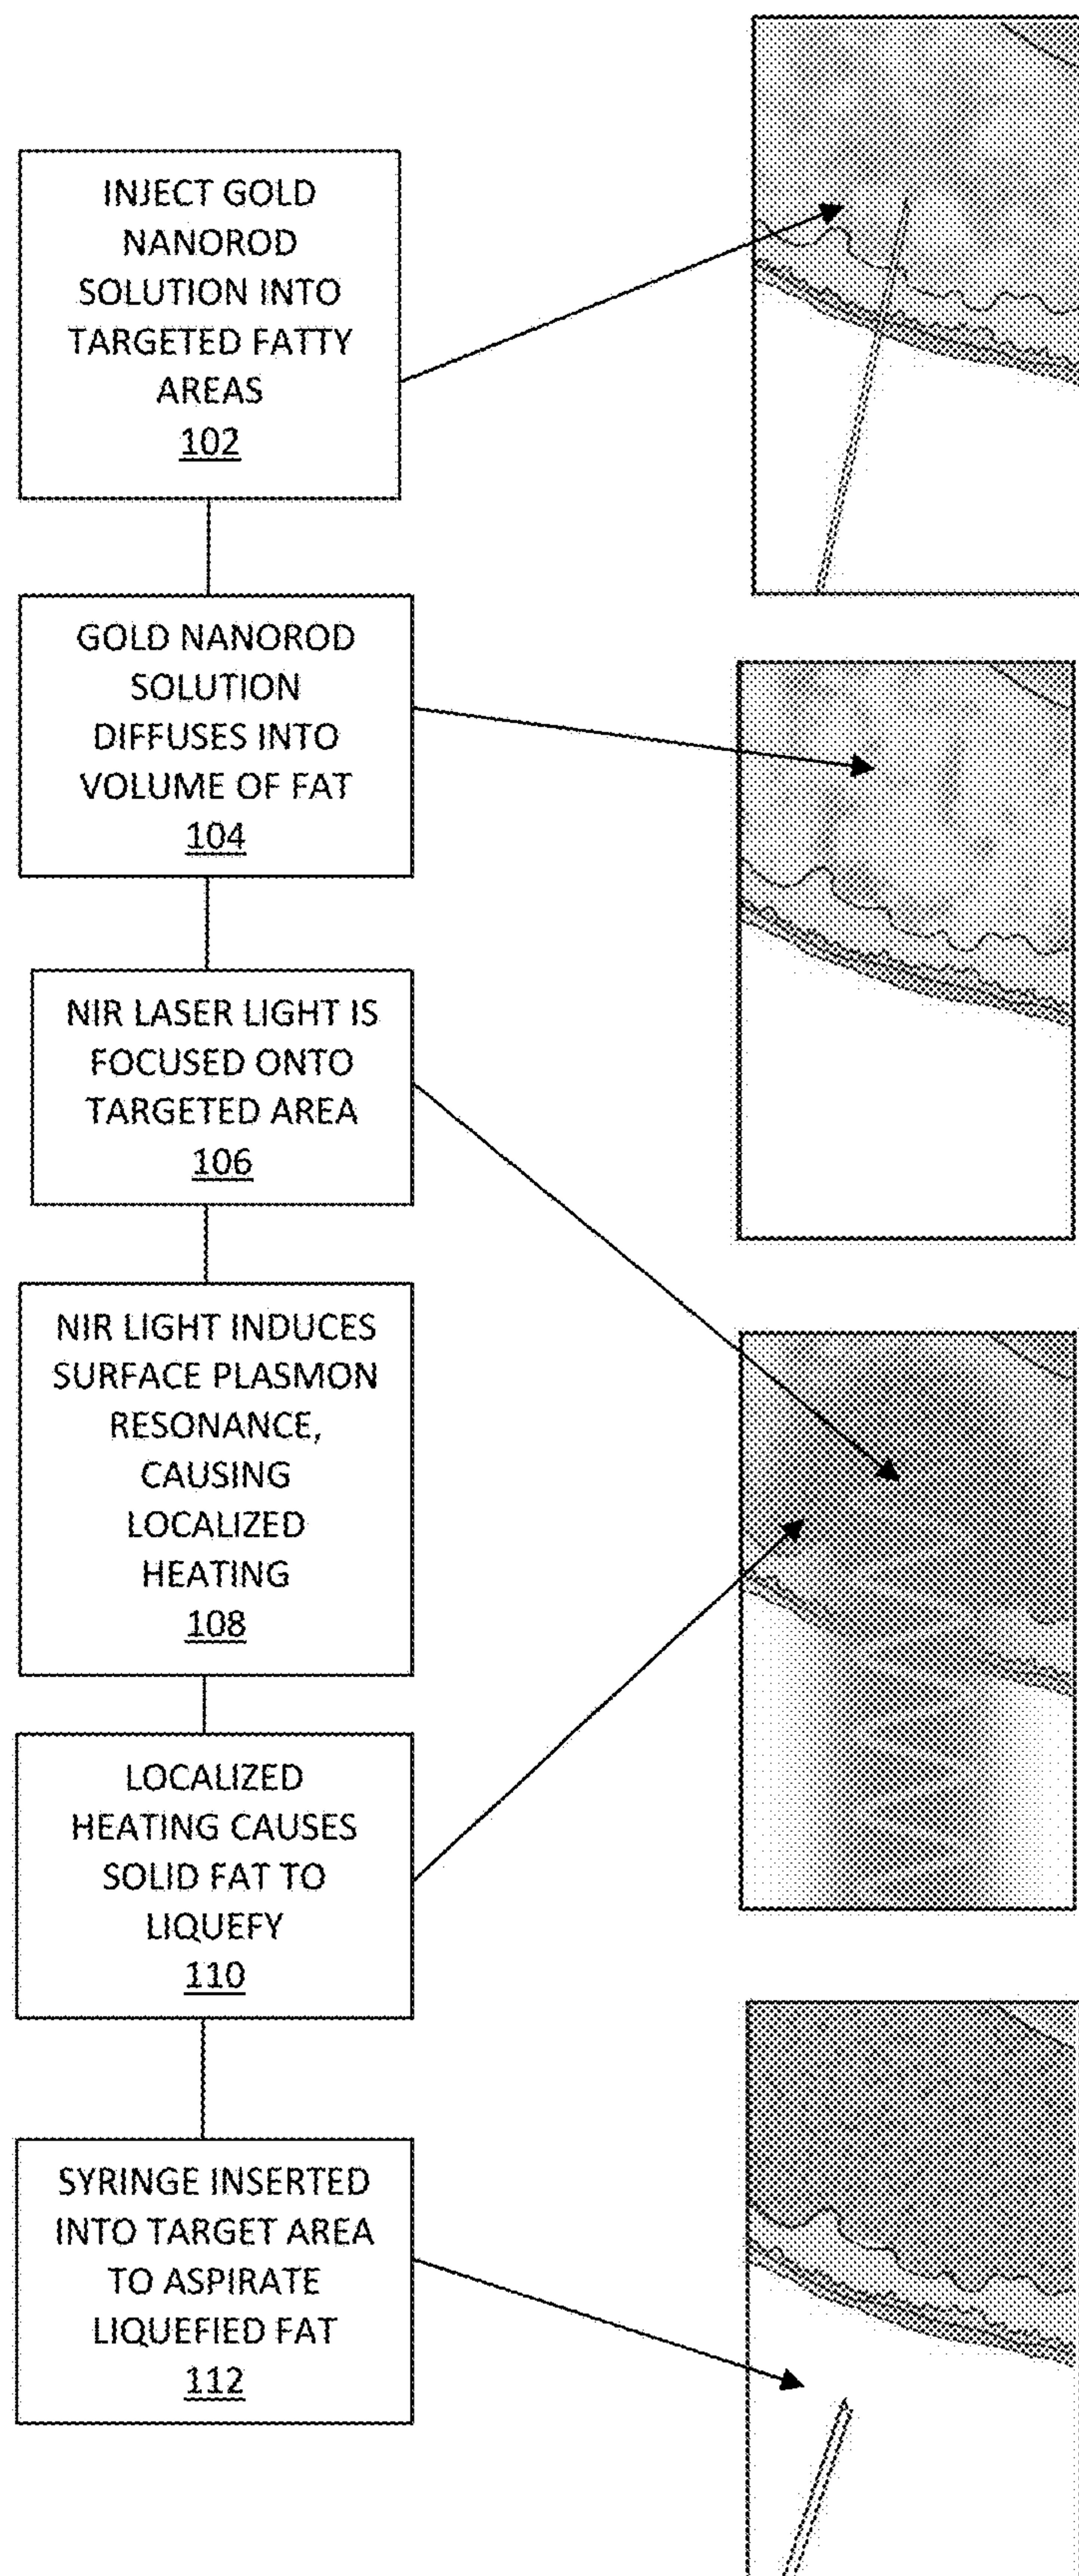 INJECT GOLD
NANOROD
SOLUTION INTO
TARGETED FATTY
AREAS
102
GOLD NANOROD
SOLUTION
DIFFUSES INTO
VOLUME OF FAT
104
NIR LASER LIGHT IS
FOCUSED ONTO
TARGETED AREA
106
NIR LIGHT INDUCES
SURFACE PLASMON
RESONANCE,
CAUSING
LOCALIZED
HEATING
108
LOCALIZED
HEATING CAUSES
SOLID FAT TO
LIQUEFY
110
SYRINGE INSERTED
INTO TARGET AREA
TO ASPIRATE
LIQUEFIED FAT
112